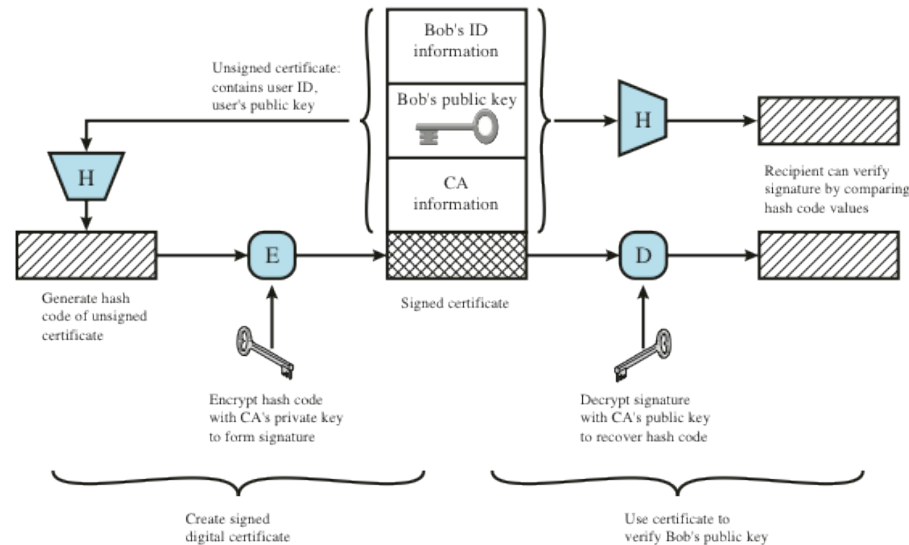 Bob's ID
information
Unsigned certificate:
contains user ID,
user's public key
Bob's public key
H
H
CA
information
Recipient can verify
signature by comparing
hash code values
E
D
Generate hash
code of unsigned
certificate
Signed certificate
Encrypt hash code
with CA's private key
to form signature
Decrypt signature
with CA's public key
to recover hash code
Create signed
digital certificate
Use certificate to
verify Bob's public key